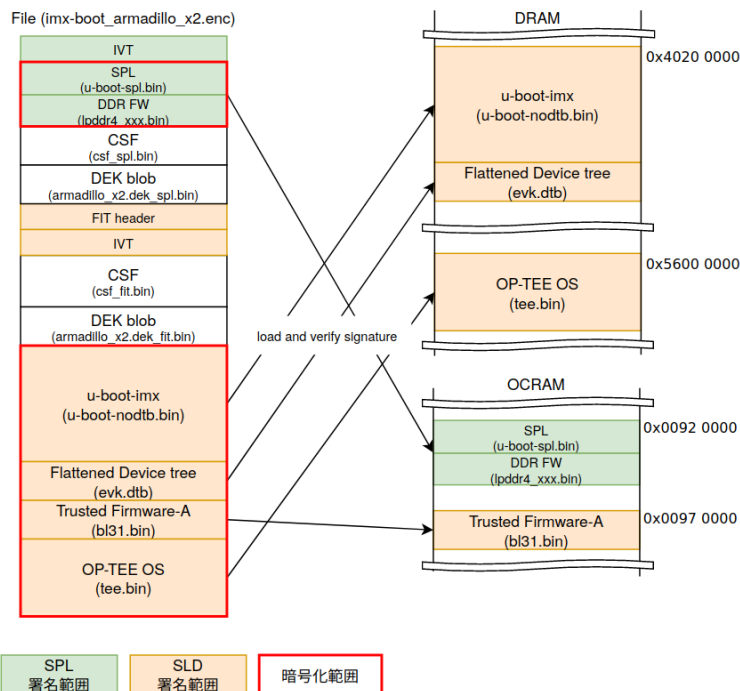 File (imx-boot_armadillo_x2.enc)
IVT
SPL
(u-boot-spl.bin)
DDR FW
(lpddr4_xxx.bin)
CSF
(csf_spl.bin)
DEK blob
(armadillo_x2.dek_spl.bin)
FIT header
IVT
CSF
(csf_fit.bin)
DEK blob
(armadillo_x2.dek_fit.bin)
u-boot-imx
(u-boot-nodtb.bin)
Flattened Device tree
(evk.dtb)
Trusted Firmware-A
(bl31.bin)
OP-TEE OS
(tee.bin)
load and verify signature
DRAM
0x4020 0000
u-boot-imx
(u-boot-nodtb.bin)
Flattened Device tree
(evk.dtb)
0x5600 0000
OP-TEE OS
(tee.bin)
OCRAM
0x0092 0000
SPL
(u-boot-spl.bin)
DDR FW
(lpddr4_xxx.bin)
0x0097 0000
Trusted Firmware-A
(bl31.bin)
SPL
署名範囲
SLD
署名範囲
暗号化範囲